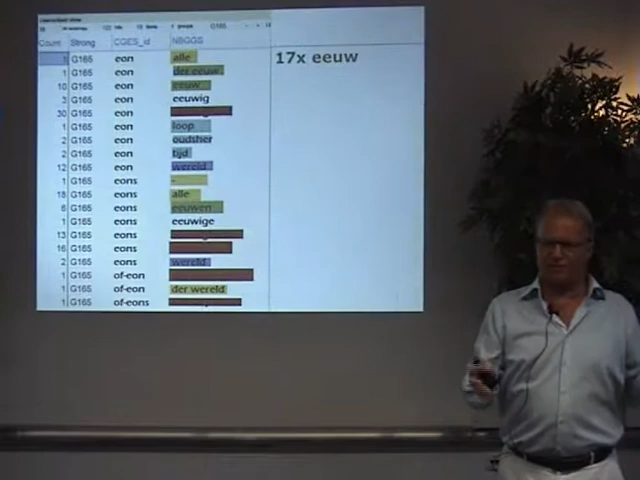 Count Strong CGES_id NBGGS
1 G165 eon alle
1 G165 eon der eeuw
10 G165 eon eeuw
3 G165 eon eeuwig
30 G165 eon
1 G165 eon loop
2 G165 eon oudsher
2 G165 eon tijd
12 G165 eon wereld
1 G165 eons -
18 G165 eons alle
6 G165 eons eeuwen
1 G165 eons eeuwige
13 G165 eons
16 G165 eons
2 G165 eons wereld
1 G165 of-eon
1 G165 of-eon der wereld
1 G165 of-eons
17x eeuw